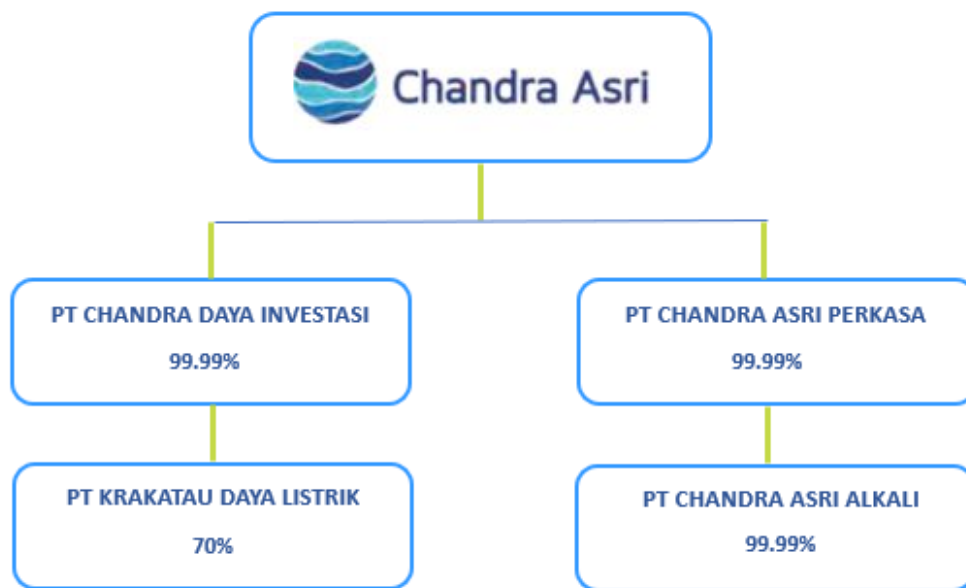 Chandra Asri
PT CHANDRA DAYA INVESTASI
99.99%
PT CHANDRA ASRI PERKASA
99.99%
PT KRAKATAU DAYA LISTRIK
70%
PT CHANDRA ASRI ALKALI
99.99%